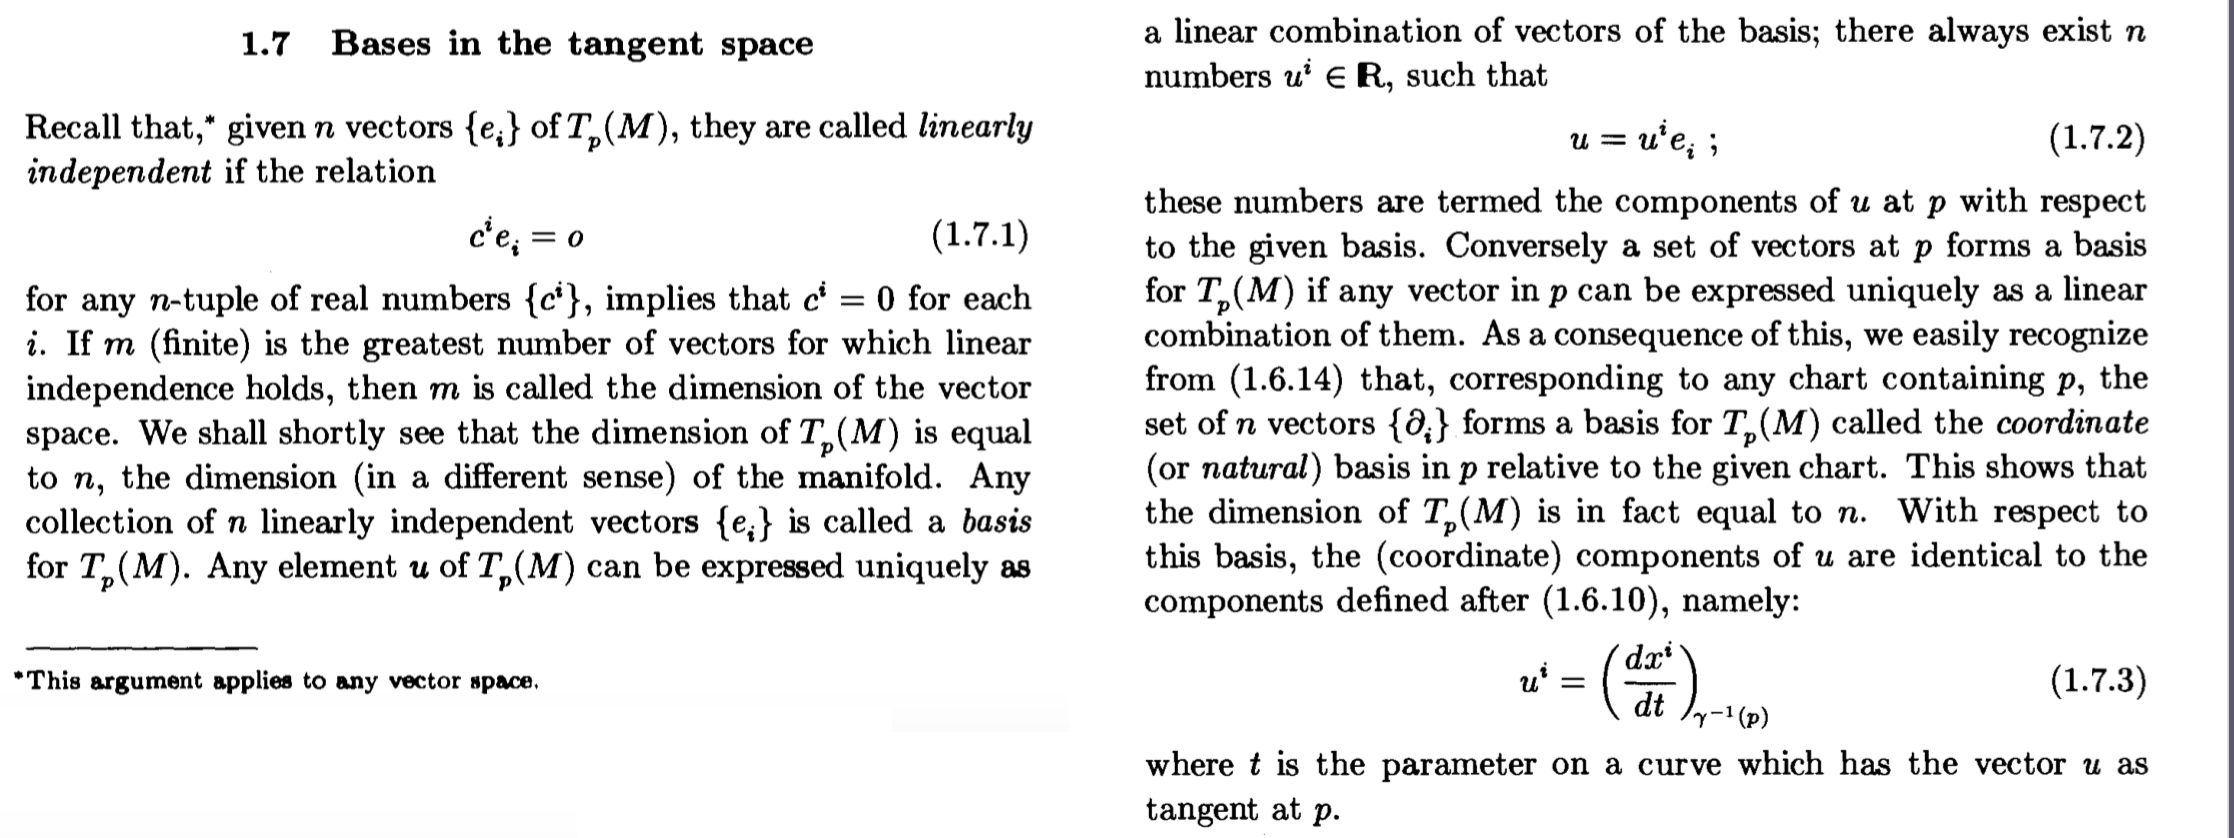 1.7 Bases in the tangent space
Recall that,* given n vectors {e_i} of T_p(M), they are called linearly
independent if the relation
c^i e_i = o (1.7.1)
for any n-tuple of real numbers {c^i}, implies that c^i = 0 for each
i. If m (finite) is the greatest number of vectors for which linear
independence holds, then m is called the dimension of the vector
space. We shall shortly see that the dimension of T_p(M) is equal
to n, the dimension (in a different sense) of the manifold. Any
collection of n linearly independent vectors {e_i} is called a basis
for T_p(M). Any element u of T_p(M) can be expressed uniquely as
*This argument applies to any vector space.
a linear combination of vectors of the basis; there always exist n
numbers u^i ∈ R, such that
u = u^i e_i ; (1.7.2)
these numbers are termed the components of u at p with respect
to the given basis. Conversely a set of vectors at p forms a basis
for T_p(M) if any vector in p can be expressed uniquely as a linear
combination of them. As a consequence of this, we easily recognize
from (1.6.14) that, corresponding to any chart containing p, the
set of n vectors {∂_i} forms a basis for T_p(M) called the coordinate
(or natural) basis in p relative to the given chart. This shows that
the dimension of T_p(M) is in fact equal to n. With respect to
this basis, the (coordinate) components of u are identical to the
components defined after (1.6.10), namely:
u^i = (dx^i/dt)_{γ^{-1}(p)} (1.7.3)
where t is the parameter on a curve which has the vector u as
tangent at p.